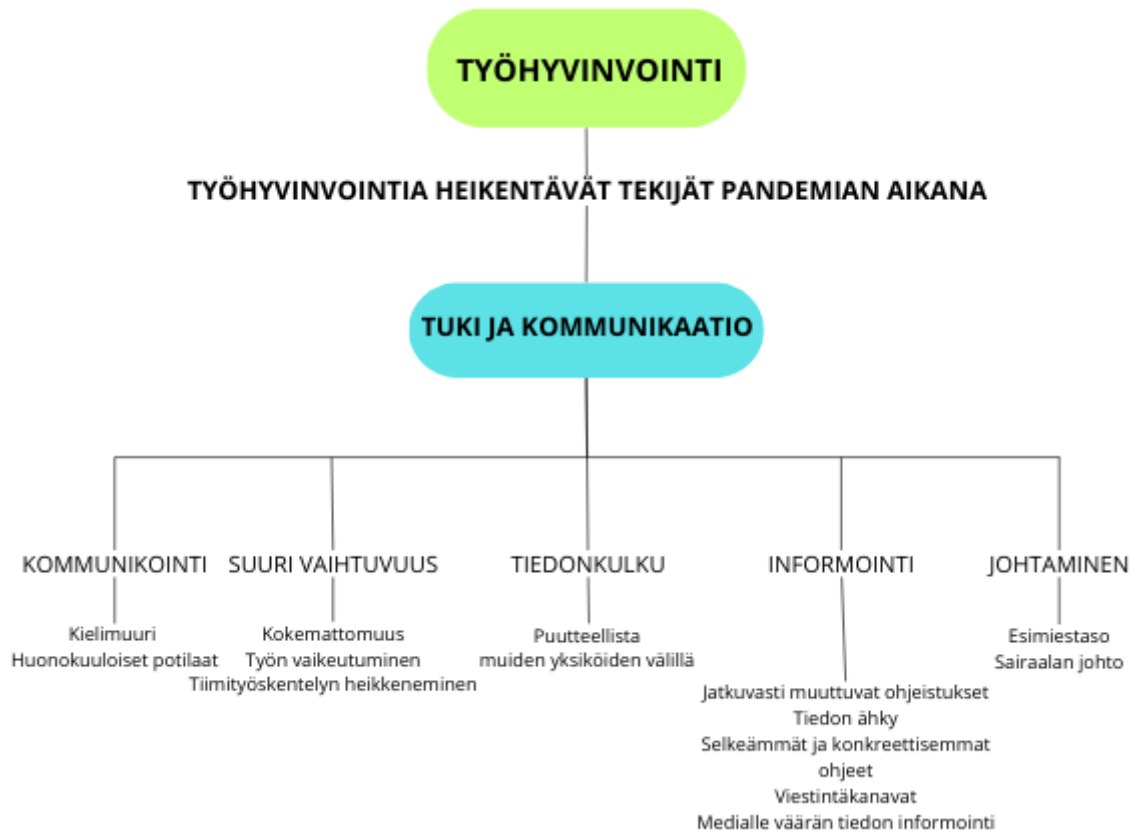 TYÖHYVINVOINTI
TYÖHYVINVOINTIA HEIKENTÄVÄT TEKIJÄT PANDEMIAN AIKANA
TUKI JA KOMMUNIKAATIO
KOMMUNIKOINTI
Kielimuuri
Huonokuuloiset potilaat
SUURI VAIHTUVUUS
Kokemattomuus
Työn vaikeutuminen
Tiimityöskentelyn heikkeneminen
TIEDONKULKU
Puutteellista
muiden yksiköiden välillä
INFORMOINTI
Jatkuvasti muuttuvat ohjeistukset
Tiedon ähky
Selkeämmät ja konkreettisemmat
ohjeet
Viestintäkanavat
Medialle väärän tiedon informointi
JOHTAMINEN
Esimiestaso
Sairaalan johto